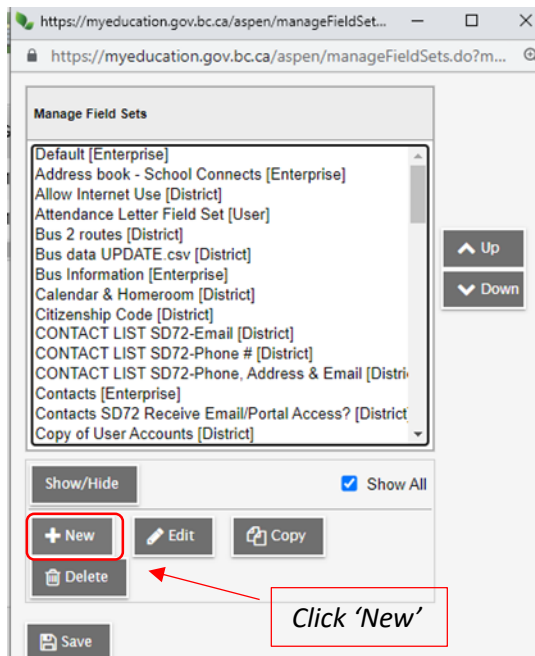 https://myeducation.gov.bc.ca/aspen/manageFieldSet...
https://myeducation.gov.bc.ca/aspen/manageFieldSets.do?m...
Manage Field Sets
Default [Enterprise]
Address book - School Connects [Enterprise]
Allow Internet Use [District]
Attendance Letter Field Set [User]
Bus 2 routes [District]
Bus data UPDATE.csv [District]
Bus Information [Enterprise]
Calendar & Homeroom [District]
Citizenship Code [District]
CONTACT LIST SD72-Email [District]
CONTACT LIST SD72-Phone # [District]
CONTACT LIST SD72-Phone, Address & Email [Distri
Contacts [Enterprise]
Contacts SD72 Receive Email/Portal Access? [District
Copy of User Accounts [District]
Up
Down
Show/Hide
Show All
New
Edit
Copy
Delete
Click ‘New’
Save